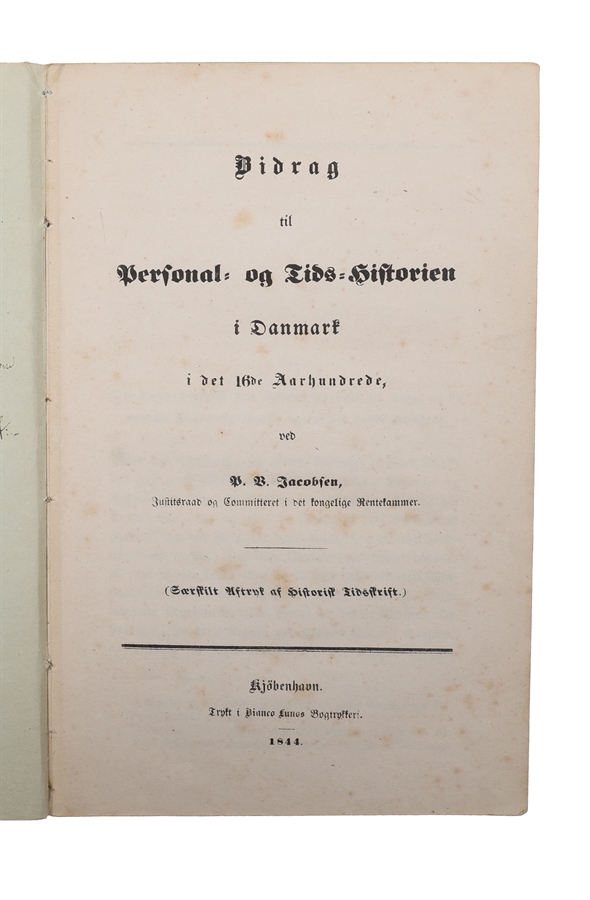 Bidrag
til
Personal- og Tids-Historien
i Danmark
i det 16de Aarhundrede,
ved
P. V. Jacobsen,
Justitsraad og Committeret i det kongelige Rentekammer.
(Særskilt Aftryk af Historisk Tidsskrift.)
Kjöbenhavn.
Trykt i Bianco Lunos Bogtrykkeri.
1844.